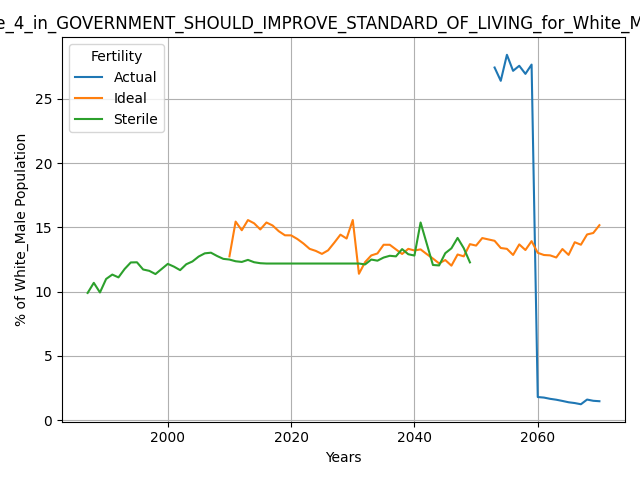 e_4_in_GOVERNMENT_SHOULD_IMPROVE_STANDARD_OF_LIVING_for_White_M
Fertility
Actual
Ideal
Sterile
% of White_Male Population
25
20
15
10
5
0
2000 2020 2040 2060
Years